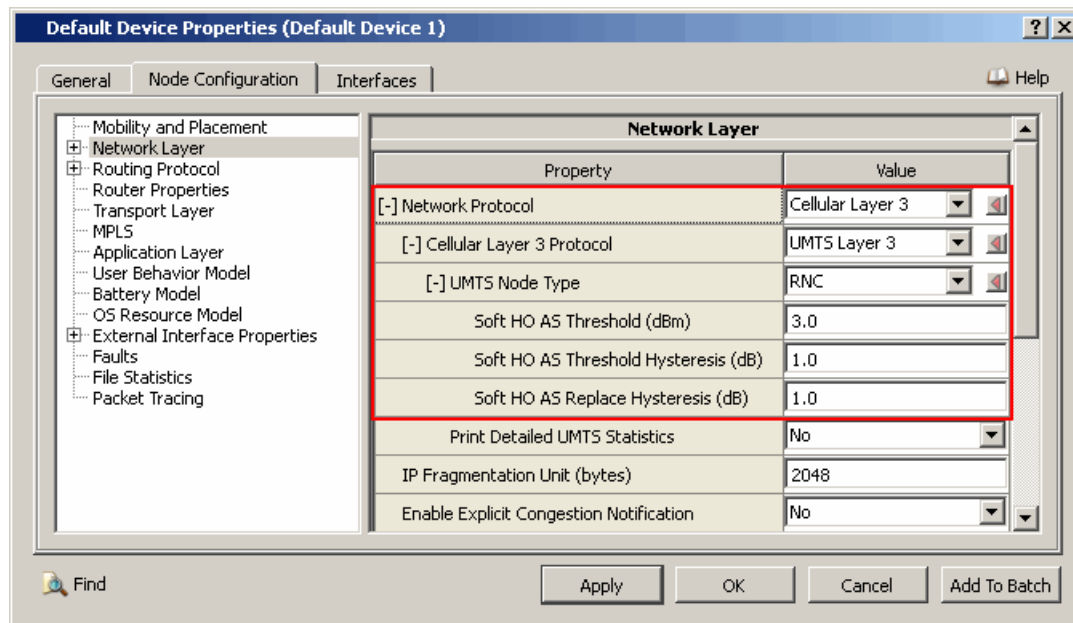 Default Device Properties (Default Device 1)
General Node Configuration Interfaces Help
Mobility and Placement
Network Layer
Routing Protocol
Router Properties
Transport Layer
MPLS
Application Layer
User Behavior Model
Battery Model
OS Resource Model
External Interface Properties
Faults
File Statistics
Packet Tracing
Network Layer
Property Value
[-] Network Protocol Cellular Layer 3
[-] Cellular Layer 3 Protocol UMTS Layer 3
[-] UMTS Node Type RNC
Soft HO AS Threshold (dBm) 3.0
Soft HO AS Threshold Hysteresis (dB) 1.0
Soft HO AS Replace Hysteresis (dB) 1.0
Print Detailed UMTS Statistics No
IP Fragmentation Unit (bytes) 2048
Enable Explicit Congestion Notification No
Find Apply OK Cancel Add To Batch